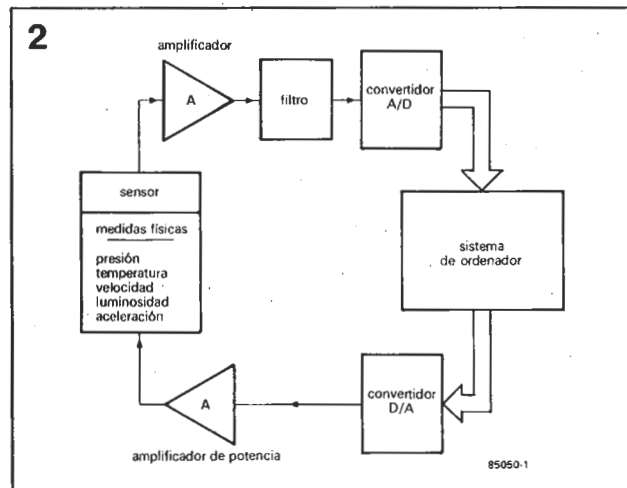 2
amplificador
A
filtro
convertidor
A/D
sensor
medidas físicas
presión
temperatura
velocidad
luminosidad
aceleración
sistema
de ordenador
A
amplificador de potencia
convertidor
D/A
85050-1